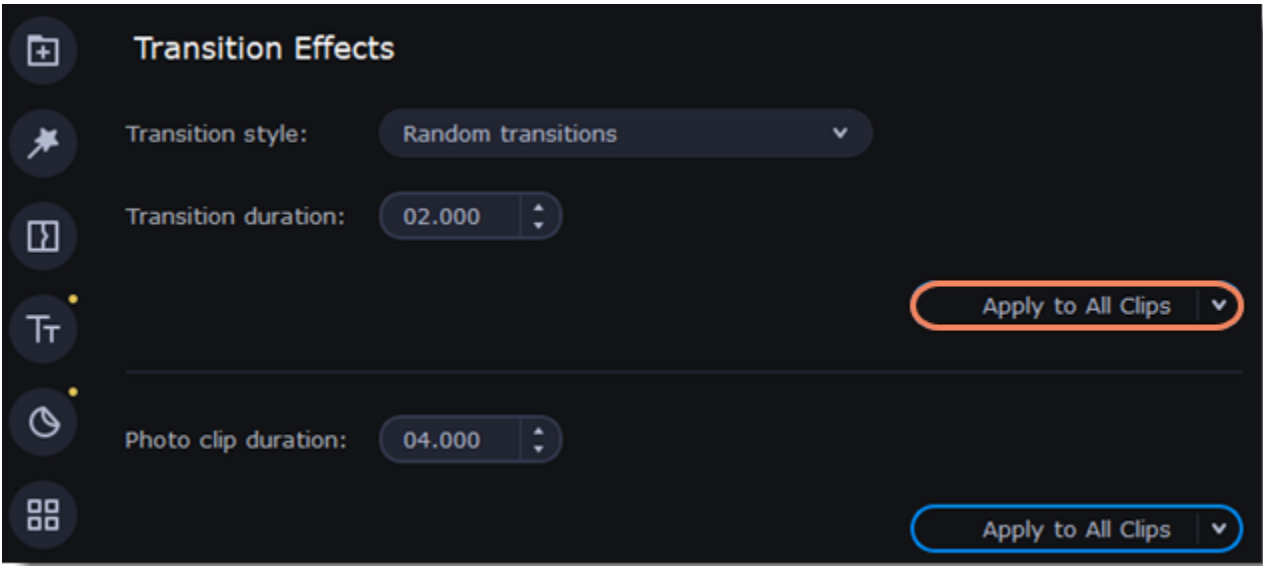 Transition Effects
Transition style: Random transitions
Transition duration: 02.000
Apply to All Clips
Photo clip duration: 04.000
Apply to All Clips